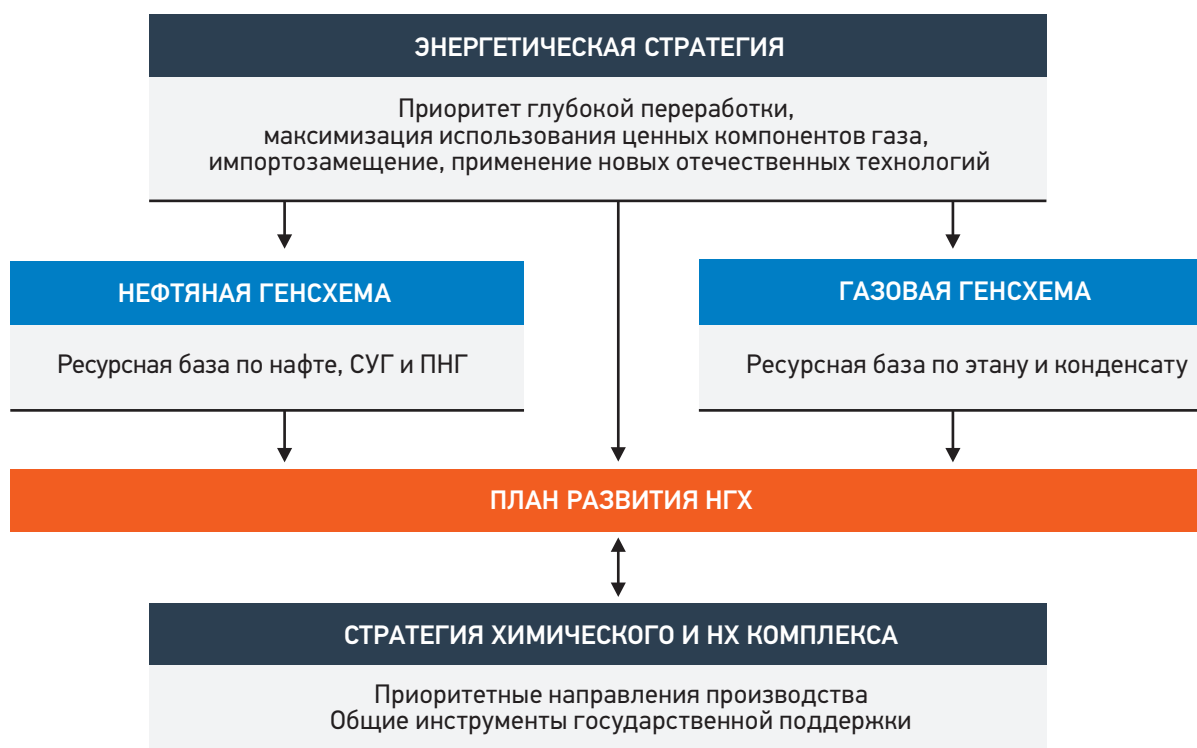 ЭНЕРГЕТИЧЕСКАЯ СТРАТЕГИЯ
Приоритет глубокой переработки,
максимизация использования ценных компонентов газа,
импортозамещение, применение новых отечественных технологий
НЕФТЯНАЯ ГЕНСХЕМА
Ресурсная база по нафте, СУГ и ПНГ
ГАЗОВАЯ ГЕНСХЕМА
Ресурсная база по этану и конденсату
ПЛАН РАЗВИТИЯ НГХ
СТРАТЕГИЯ ХИМИЧЕСКОГО И НХ КОМПЛЕКСА
Приоритетные направления производства
Общие инструменты государственной поддержки